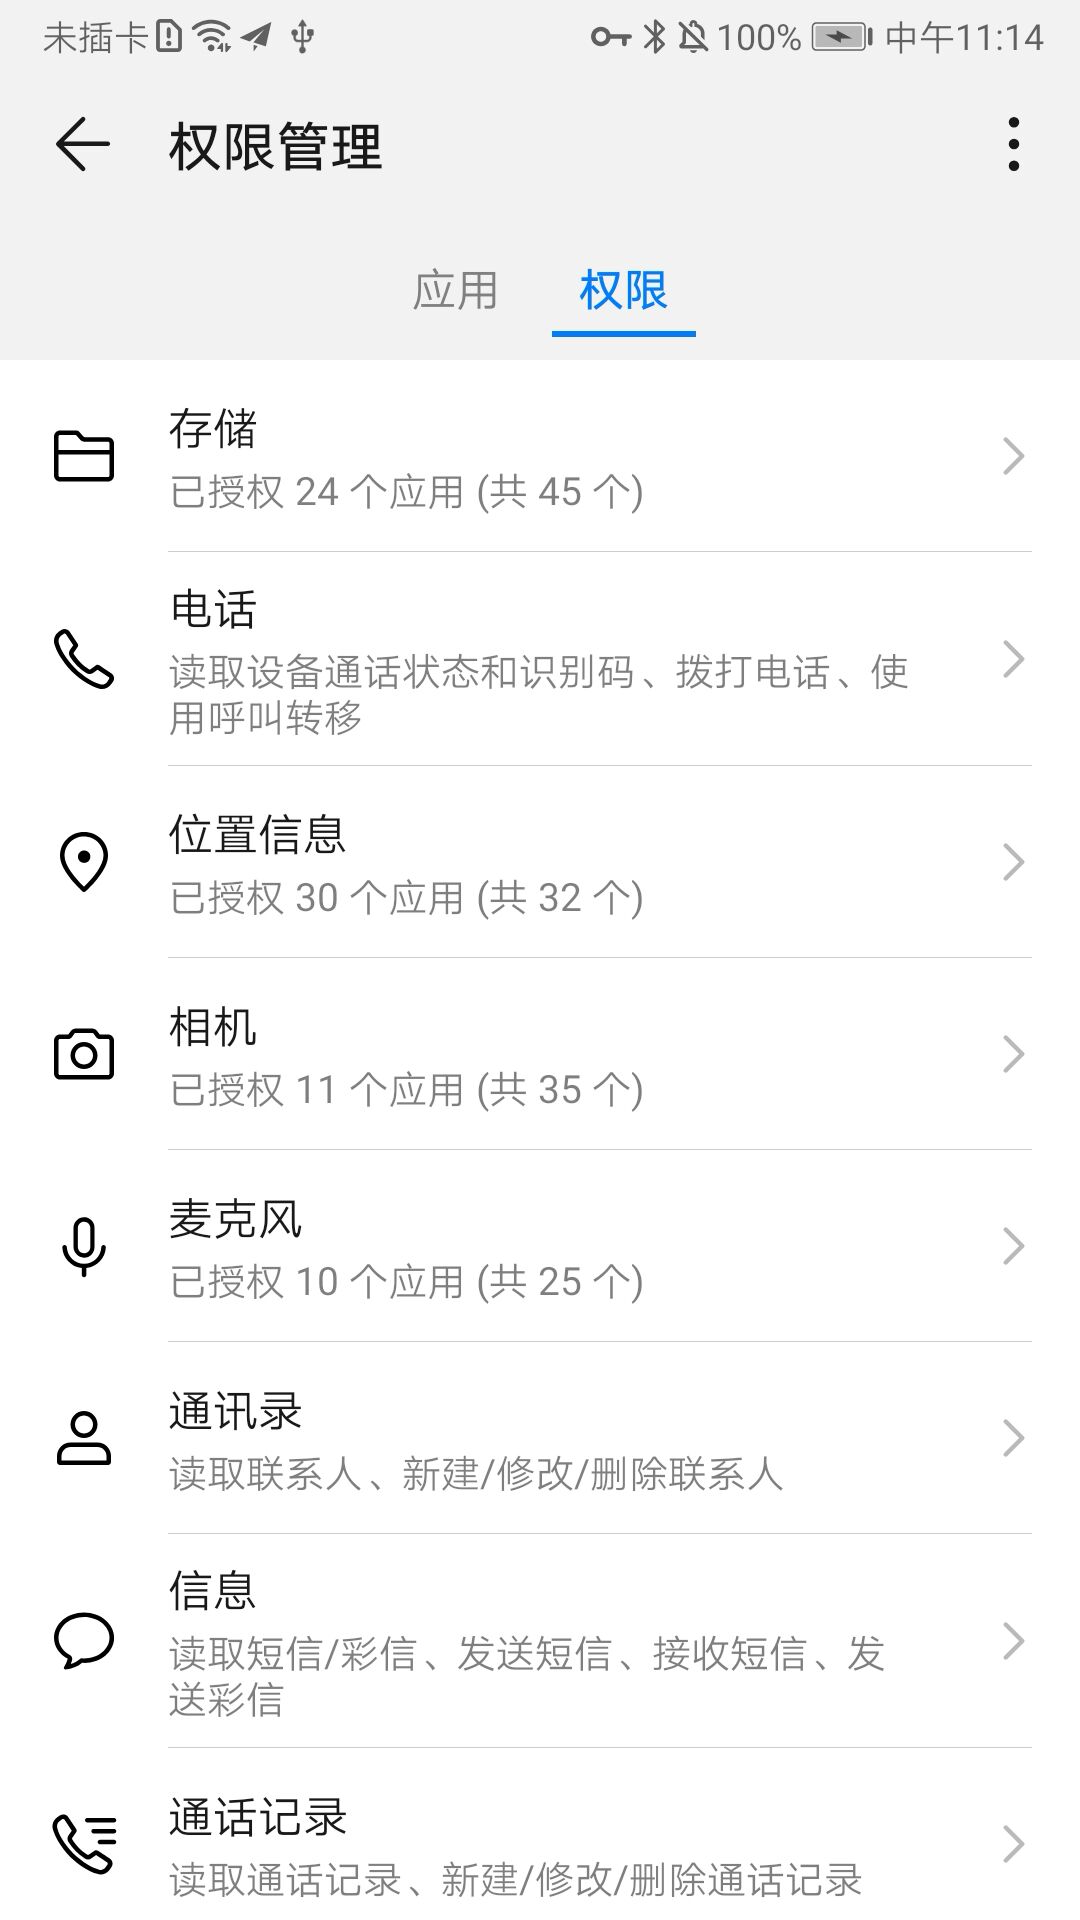 未插卡 100% 中午11:14
权限管理
应用 权限
存储
已授权 24 个应用 (共 45 个)
电话
读取设备通话状态和识别码、拨打电话、使
用呼叫转移
位置信息
已授权 30 个应用 (共 32 个)
相机
已授权 11 个应用 (共 35 个)
麦克风
已授权 10 个应用 (共 25 个)
通讯录
读取联系人、新建/修改/删除联系人
信息
读取短信/彩信、发送短信、接收短信、发
送彩信
通话记录
读取通话记录、新建/修改/删除通话记录